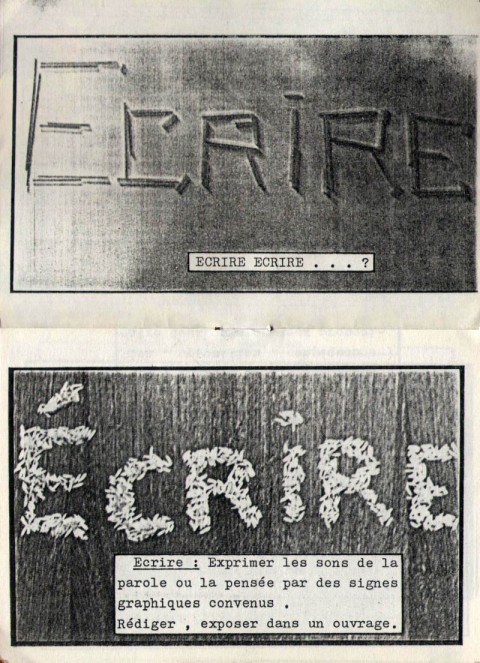 ECRIRE
ECRIRE ECRIRE . . . ?
ÉCRIRE
Ecrire : Exprimer les sons de la
parole ou la pensée par des signes
graphiques convenus .
Rédiger , exposer dans un ouvrage.